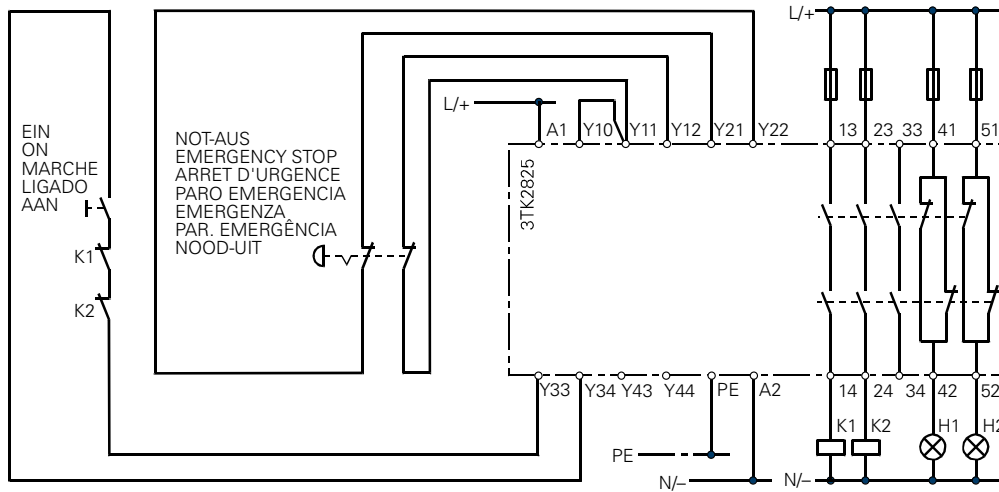 L/+
EIN
ON
MARCHE
LIGADO
AAN
NOT-AUS
EMERGENCY STOP
ARRET D'URGENCE
PARO EMERGENCIA
EMERGENZA
PAR. EMERGÊNCIA
NOOD-UIT
L/+
A1 Y10 Y11 Y12 Y21 Y22
13 23 33 41 51
3TK2825
K1
K2
Y33 Y34 Y43 Y44 PE A2
14 24 34 42 52
K1 K2 H1 H2
PE
N/–
N/–